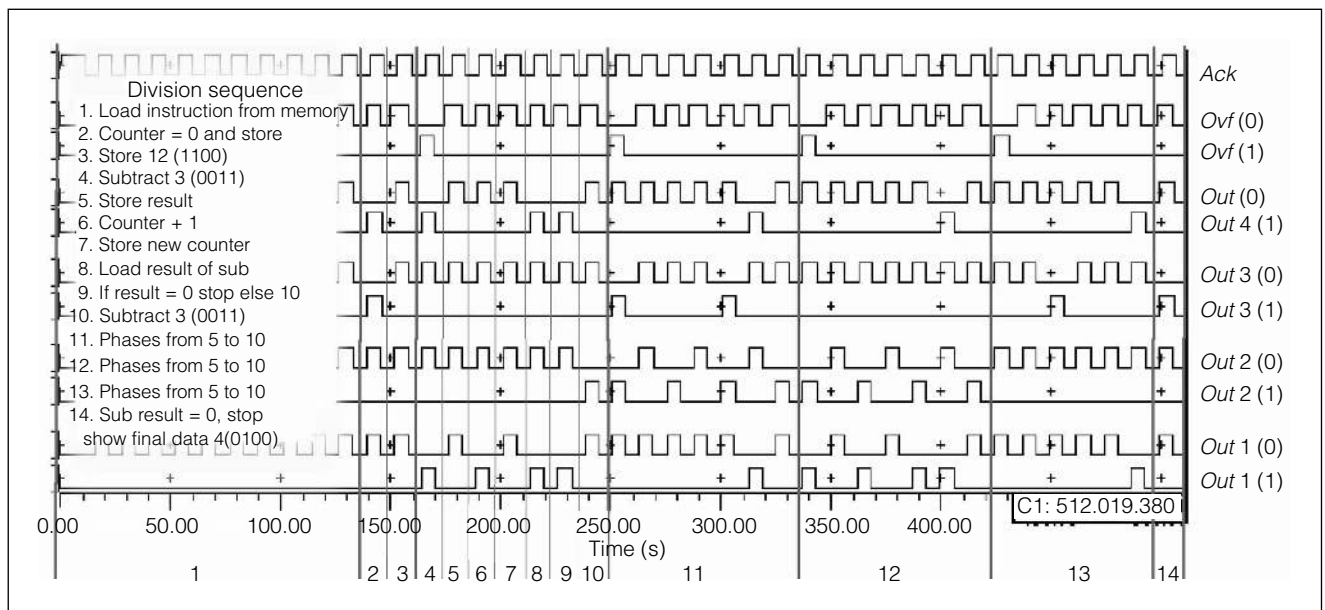 Division sequence
1. Load instruction from memory
2. Counter = 0 and store
3. Store 12 (1100)
4. Subtract 3 (0011)
5. Store result
6. Counter + 1
7. Store new counter
8. Load result of sub
9. If result = 0 stop else 10
10. Subtract 3 (0011)
11. Phases from 5 to 10
12. Phases from 5 to 10
13. Phases from 5 to 10
14. Sub result = 0, stop
show final data 4(0100)
Ack
Ovf (0)
Ovf (1)
Out (0)
Out 4 (1)
Out 3 (0)
Out 3 (1)
Out 2 (0)
Out 2 (1)
Out 1 (0)
Out 1 (1)
C1: 512.019.380
0.00 50.00 100.00 150.00 200.00 250.00 300.00 350.00 400.00
Time (s)
1 2 3 4 5 6 7 8 9 10 11 12 13 14